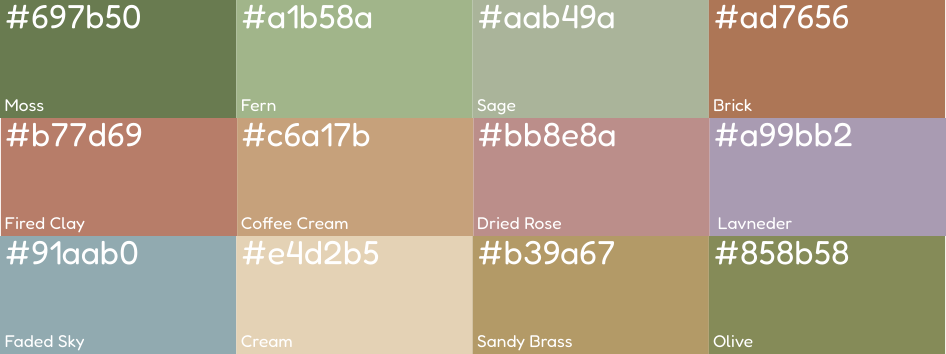 #697b50
#a1b58a
#aab49a
#ad7656
Moss
Fern
Sage
Brick
#b77d69
#c6a17b
#bb8e8a
#a99bb2
Fired Clay
Coffee Cream
Dried Rose
Lavneder
#91aab0
#e4d2b5
#b39a67
#858b58
Faded Sky
Cream
Sandy Brass
Olive